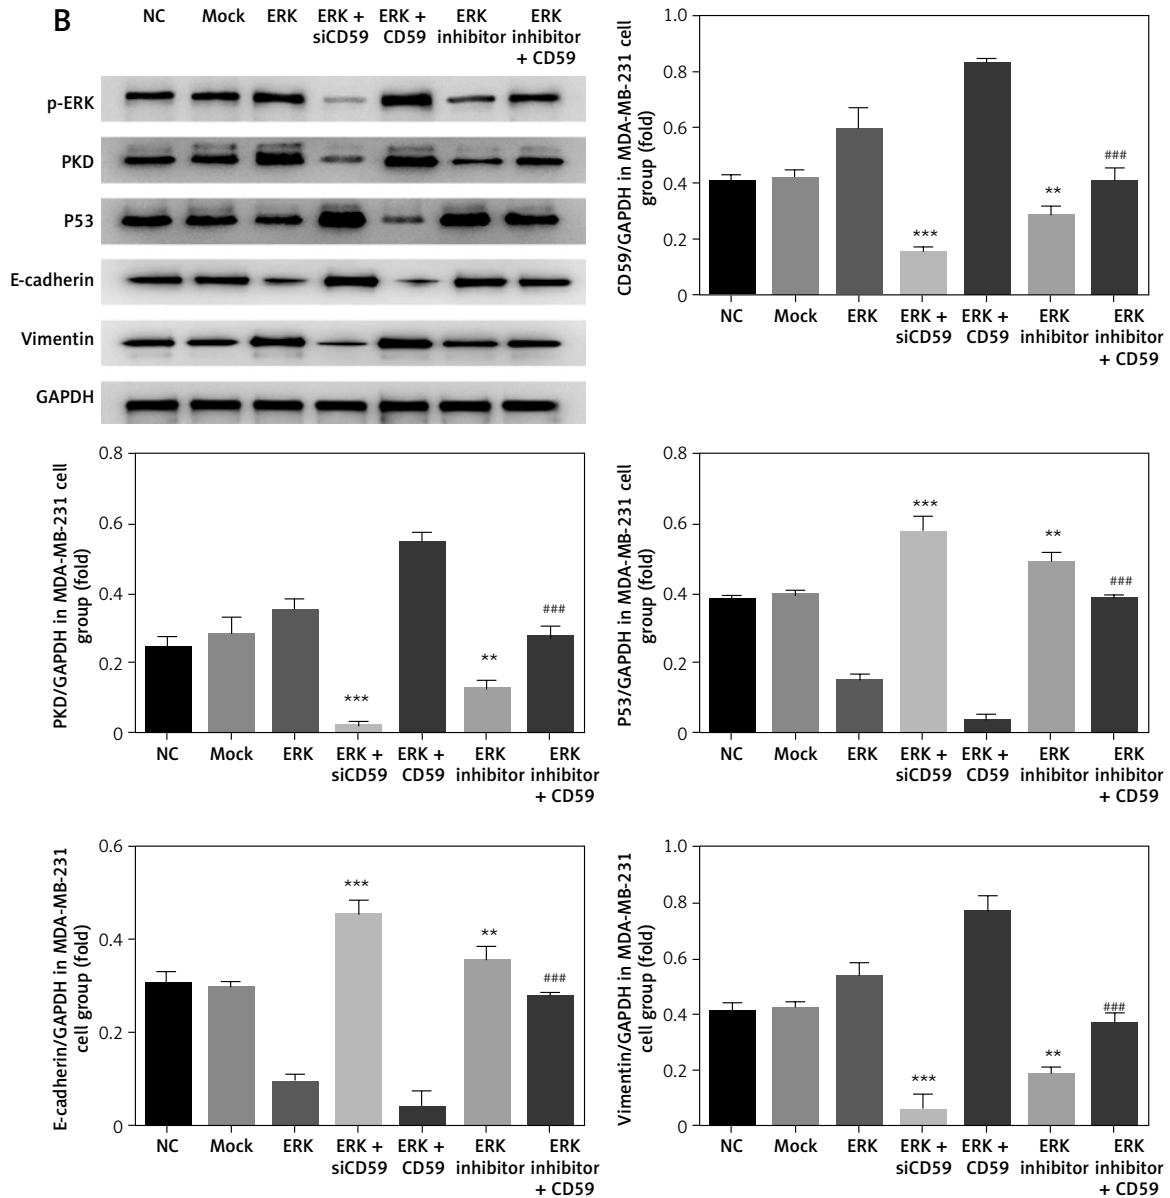 B
NC Mock ERK ERK + ERK + ERK ERK
siCD59 CD59 inhibitor inhibitor
+ CD59
p-ERK
PKD
P53
E-cadherin
Vimentin
GAPDH
CD59/GAPDH in MDA-MB-231 cell
group (fold)
1.0
0.8
0.6
0.4
0.2
0
***
**
###
NC Mock ERK ERK + ERK + ERK ERK
siCD59 CD59 inhibitor inhibitor
+ CD59
PKD/GAPDH in MDA-MB-231 cell
group (fold)
0.8
0.6
0.4
0.2
0
***
**
###
NC Mock ERK ERK + ERK + ERK ERK
siCD59 CD59 inhibitor inhibitor
+ CD59
P53/GAPDH in MDA-MB-231 cell
group (fold)
0.8
0.6
0.4
0.2
0
***
**
###
NC Mock ERK ERK + ERK + ERK ERK
siCD59 CD59 inhibitor inhibitor
+ CD59
E-cadherin/GAPDH in MDA-MB-231
cell group (fold)
0.6
0.4
0.2
0
***
**
###
NC Mock ERK ERK + ERK + ERK ERK
siCD59 CD59 inhibitor inhibitor
+ CD59
Vimentin/GAPDH in MDA-MB-231
cell group (fold)
1.0
0.8
0.6
0.4
0.2
0
***
**
###
NC Mock ERK ERK + ERK + ERK ERK
siCD59 CD59 inhibitor inhibitor
+ CD59